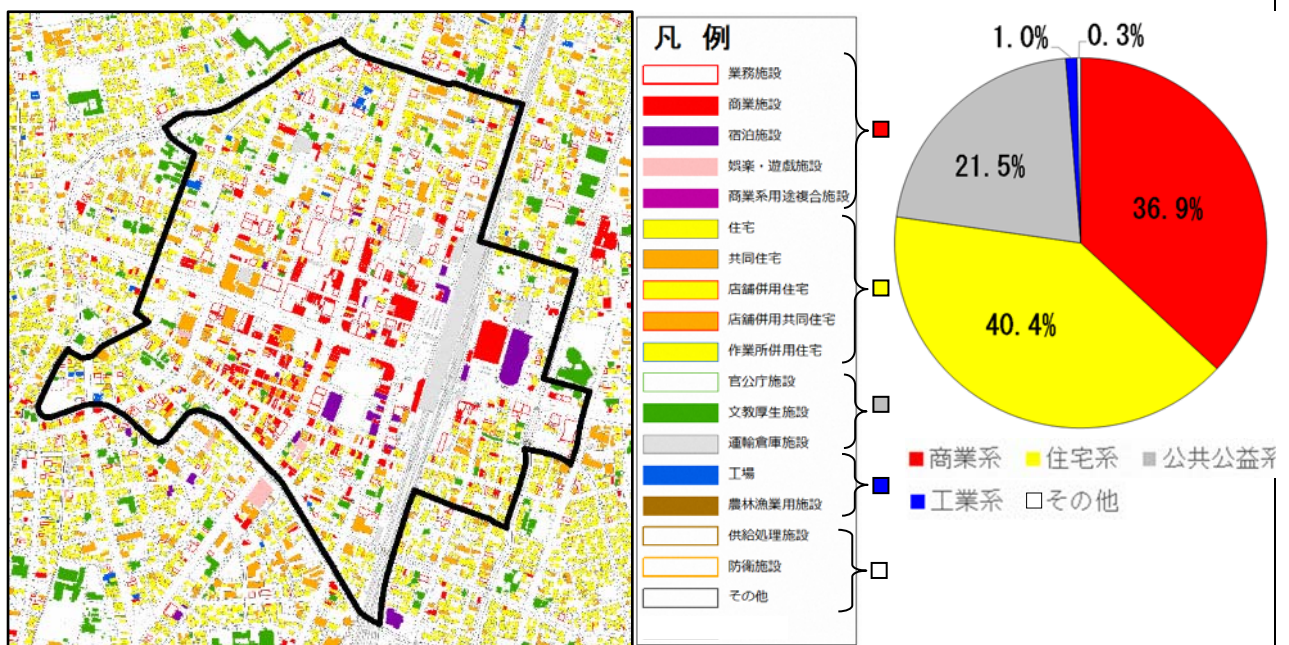 凡 例
業務施設
商業施設
宿泊施設
娯楽・遊戯施設
商業系用途複合施設
住宅
共同住宅
店舗併用住宅
店舗併用共同住宅
作業所併用住宅
官公庁施設
文教厚生施設
運輸倉庫施設
工場
農林漁業用施設
供給処理施設
防衛施設
その他
1.0%
0.3%
21.5%
36.9%
40.4%
商業系 住宅系 公共公益系
工業系 その他